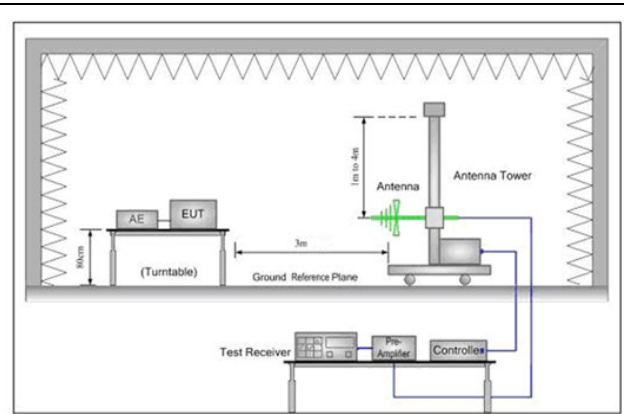 1m to 4m
Antenna
Antenna Tower
AE
EUT
80cm
(Turntable)
3m
Ground Reference Plane
Test Receiver
Pre-
Amplifier
Controller